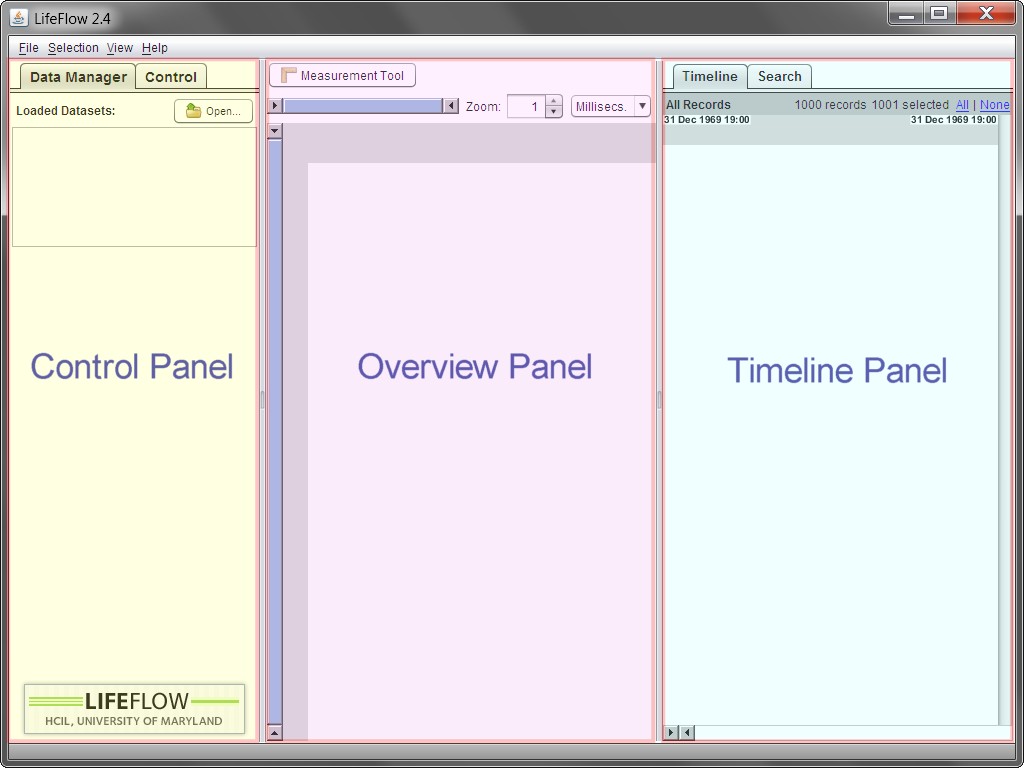 LifeFlow 2.4
File Selection View Help
Data Manager Control
Loaded Datasets: Open...
Control Panel
LIFEFLOW
HCIL, UNIVERSITY OF MARYLAND
Measurement Tool
Zoom: 1 Millisecs.
Overview Panel
Timeline Search
All Records 1000 records 1001 selected All | None
31 Dec 1969 19:00 31 Dec 1969 19:00
Timeline Panel